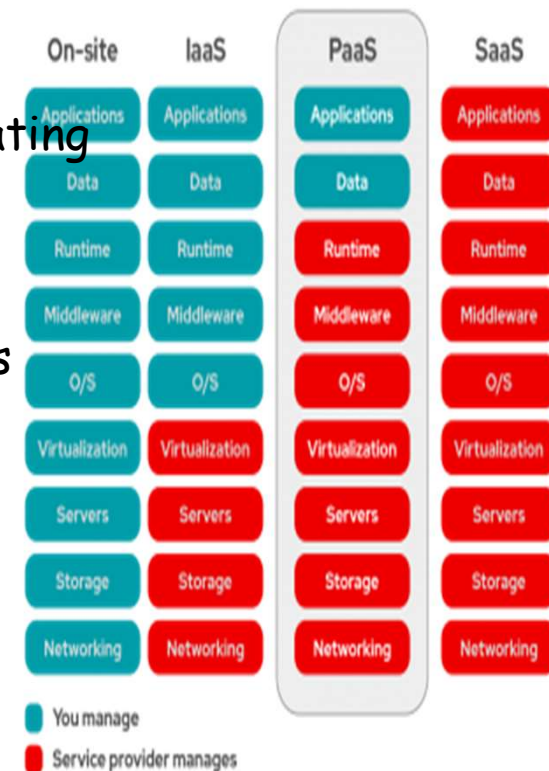 On-site IaaS PaaS SaaS
Applications Applications Applications Applications
ating
Data Data Data Data
Runtime Runtime Runtime Runtime
Middleware Middleware Middleware Middleware
s
O/S O/S O/S O/S
Virtualization Virtualization Virtualization Virtualization
Servers Servers Servers Servers
Storage Storage Storage Storage
Networking Networking Networking Networking
You manage
Service provider manages